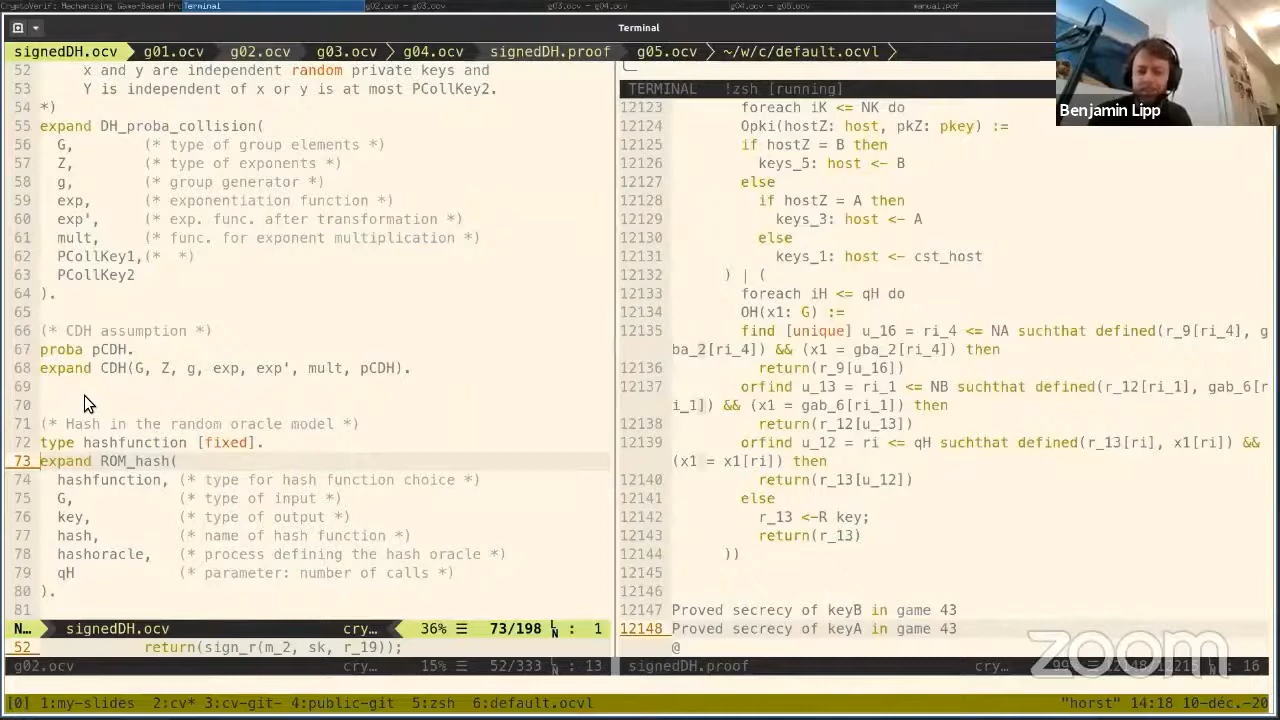 CryptoVerif: Mechanising Game-Based Pro
Terminal
g02.ocv - g03.ocv
g03.ocv - g04.ocv
g04.ocv - g05.ocv
manual.pdf
Terminal
signedDH.ocv g01.ocv g02.ocv g03.ocv g04.ocv signedDH.proof g05.ocv ~/w/c/default.ocvl
52 x and y are independent random private keys and
53 Y is independent of x or y is at most PCollKey2.
54 *)
55 expand DH_proba_collision(
56 G, (* type of group elements *)
57 Z, (* type of exponents *)
58 g, (* group generator *)
59 exp, (* exponentiation function *)
60 exp', (* exp. func. after transformation *)
61 mult, (* func. for exponent multiplication *)
62 PCollKey1,(* *)
63 PCollKey2
64 ).
65
66 (* CDH assumption *)
67 proba pCDH.
68 expand CDH(G, Z, g, exp, exp', mult, pCDH).
69
70
71 (* Hash in the random oracle model *)
72 type hashfunction [fixed].
73 expand ROM_hash(
74 hashfunction, (* type for hash function choice *)
75 G, (* type of input *)
76 key, (* type of output *)
77 hash, (* name of hash function *)
78 hashoracle, (* process defining the hash oracle *)
79 qH (* parameter: number of calls *)
80 ).
81
N… signedDH.ocv cry… 36% ☰ 73/198 LN : 1
52 return(sign_r(m_2, sk, r_19));
g02.ocv cry… 15% ☰ 52/333 LN : 13
TERMINAL !zsh [running]
12123 foreach iK <= NK do
12124 Opki(hostZ: host, pkZ: pkey) :=
12125 if hostZ = B then
12126 keys_5: host <- B
12127 else
12128 if hostZ = A then
12129 keys_3: host <- A
12130 else
12131 keys_1: host <- cst_host
12132 ) | (
12133 foreach iH <= qH do
12134 OH(x1: G) :=
12135 find [unique] u_16 = ri_4 <= NA suchthat defined(r_9[ri_4], g
ba_2[ri_4]) && (x1 = gba_2[ri_4]) then
12136 return(r_9[u_16])
12137 orfind u_13 = ri_1 <= NB suchthat defined(r_12[ri_1], gab_6[r
i_1]) && (x1 = gab_6[ri_1]) then
12138 return(r_12[u_13])
12139 orfind u_12 = ri <= qH suchthat defined(r_13[ri], x1[ri]) &&
(x1 = x1[ri]) then
12140 return(r_13[u_12])
12141 else
12142 r_13 <-R key;
12143 return(r_13)
12144 ))
12145
12146
12147 Proved secrecy of keyB in game 43
12148 Proved secrecy of keyA in game 43
@
signedDH.proof cry… 99% 12148/12215 LN : 16
Benjamin Lipp
zoom
[0] 1:my-slides 2:cv* 3:cv-git- 4:public-git 5:zsh 6:default.ocvl "horst" 14:18 10-déc.-20